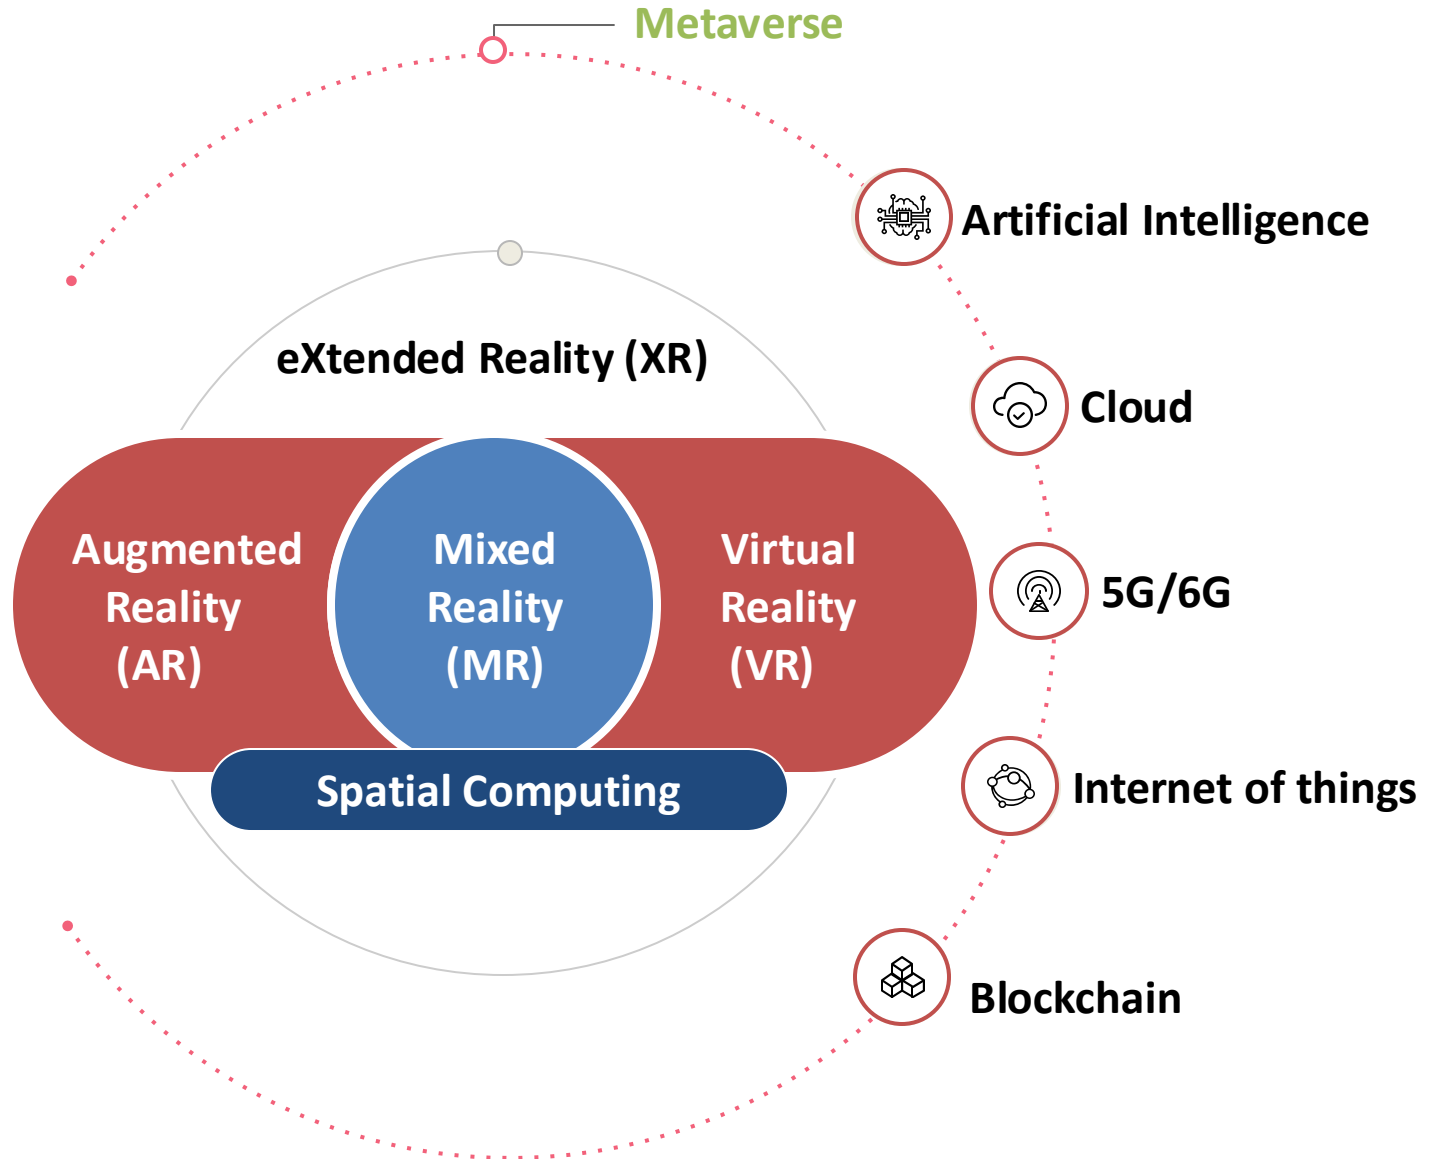 Metaverse
Artificial Intelligence
eXtended Reality (XR)
Cloud
Augmented
Reality
(AR)
Mixed
Reality
(MR)
Virtual
Reality
(VR)
5G/6G
Spatial Computing
Internet of things
Blockchain